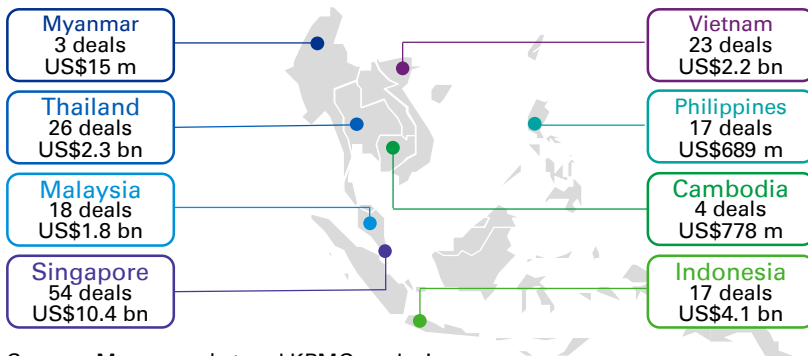 Myanmar
3 deals
US$15 m
Thailand
26 deals
US$2.3 bn
Malaysia
18 deals
US$1.8 bn
Singapore
54 deals
US$10.4 bn
Vietnam
23 deals
US$2.2 bn
Philippines
17 deals
US$689 m
Cambodia
4 deals
US$778 m
Indonesia
17 deals
US$4.1 bn